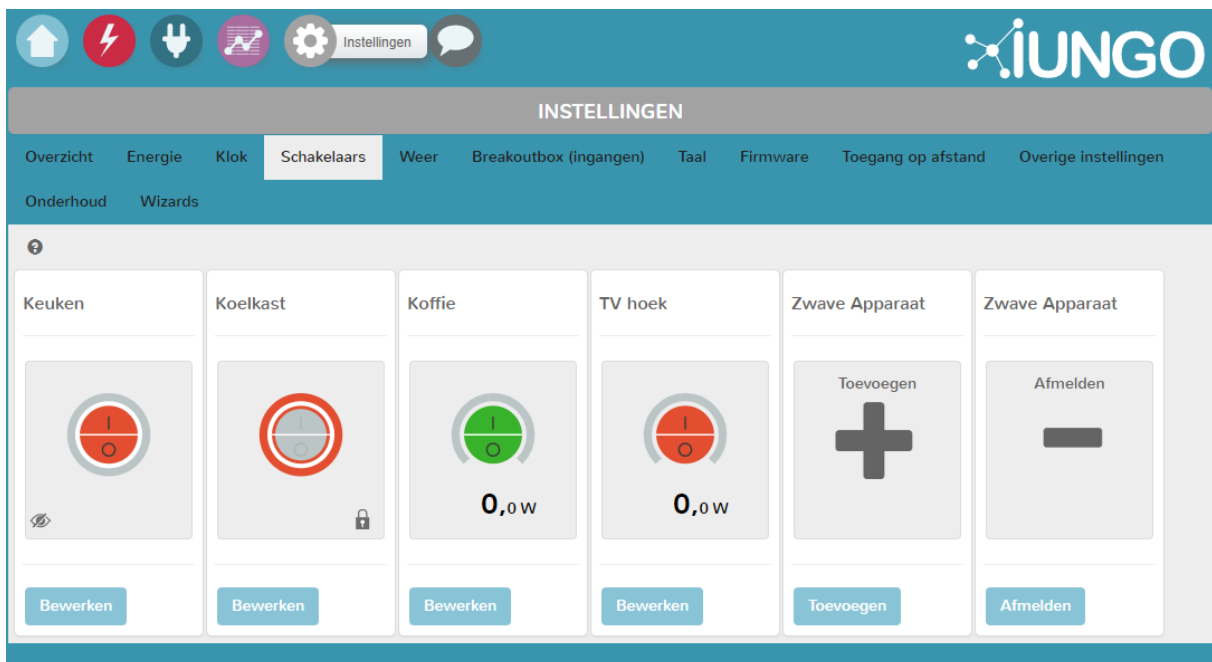 Instellingen
iUNGO
INSTELLINGEN
Overzicht Energie Klok Schakelaars Weer Breakoutbox (ingangen) Taal Firmware Toegang op afstand Overige instellingen
Onderhoud Wizards
Keuken Koelkast Koffie TV hoek Zwave Apparaat Zwave Apparaat
Toevoegen Afmelden
0,0 W 0,0 W
Bewerken Bewerken Bewerken Bewerken Toevoegen Afmelden